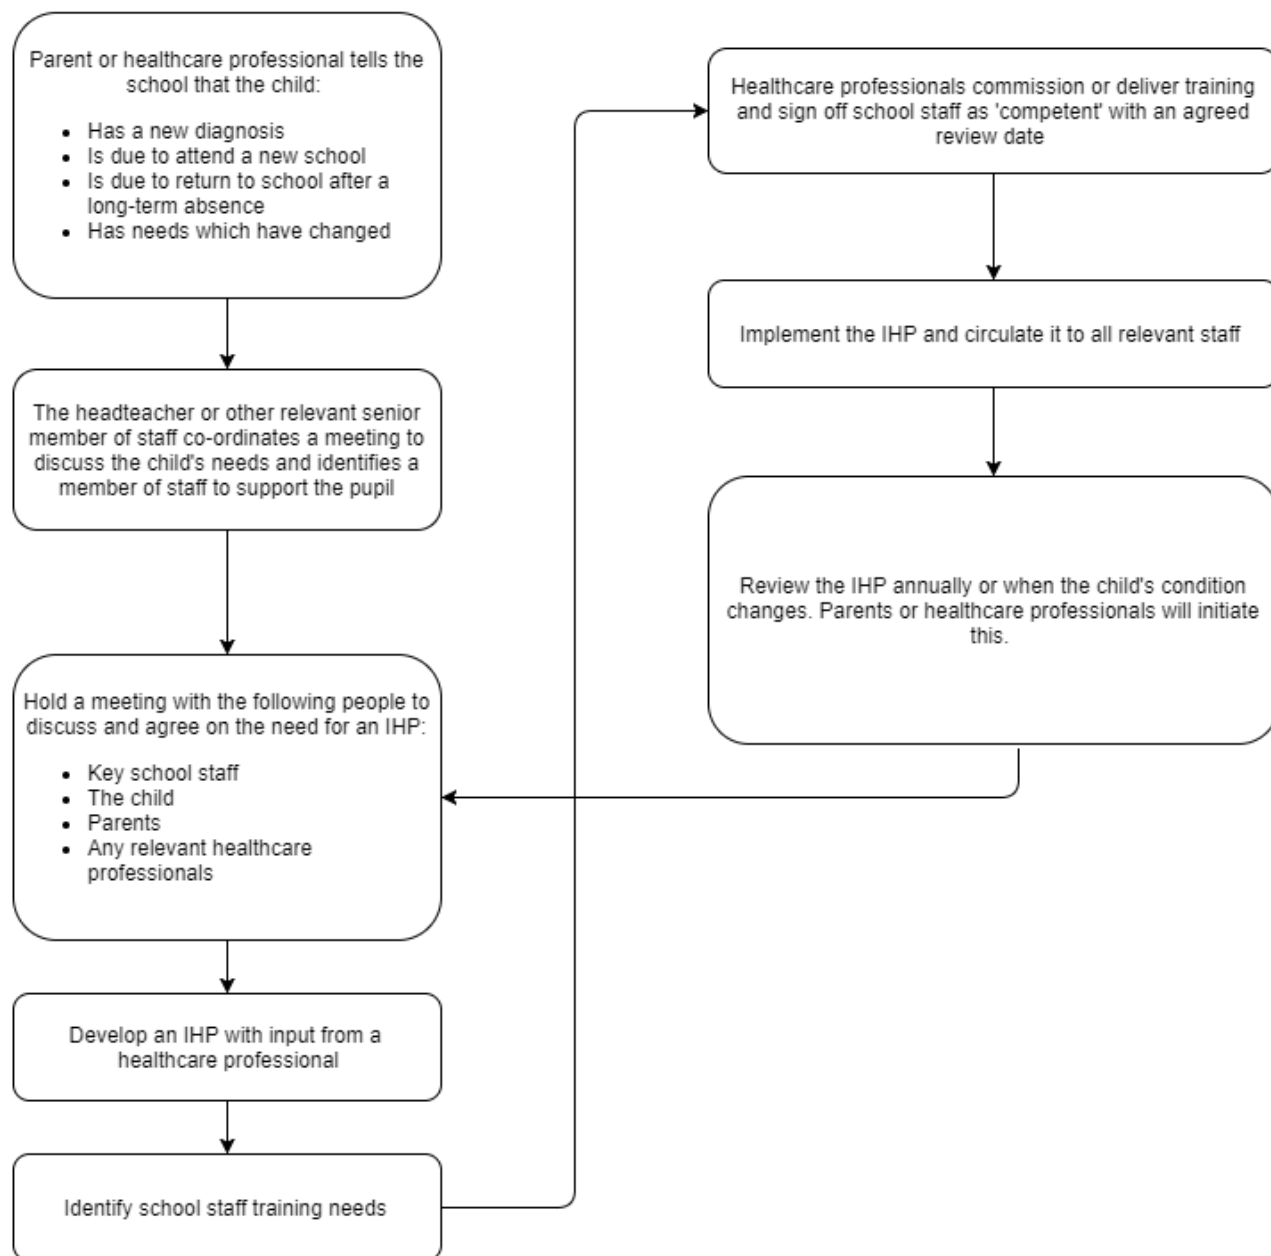 Parent or healthcare professional tells the
school that the child:
• Has a new diagnosis
• Is due to attend a new school
• Is due to return to school after a
long-term absence
• Has needs which have changed
The headteacher or other relevant senior
member of staff co-ordinates a meeting to
discuss the child's needs and identifies a
member of staff to support the pupil
Hold a meeting with the following people to
discuss and agree on the need for an IHP:
• Key school staff
• The child
• Parents
• Any relevant healthcare
professionals
Develop an IHP with input from a
healthcare professional
Identify school staff training needs
Healthcare professionals commission or deliver training
and sign off school staff as 'competent' with an agreed
review date
Implement the IHP and circulate it to all relevant staff
Review the IHP annually or when the child's condition
changes. Parents or healthcare professionals will initiate
this.